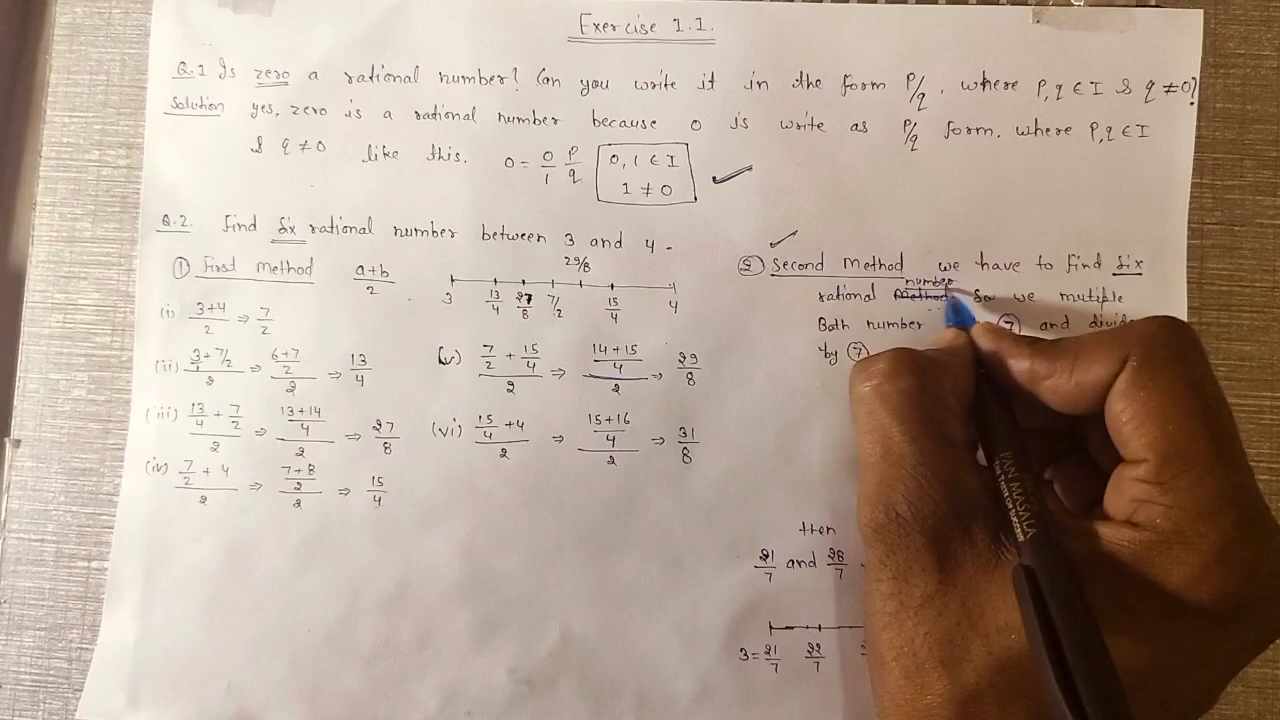 Exercise 1.1.
Q.1 Is zero a rational number? Can you write it in the form P/q, where P, q ∈ I & q ≠ 0?
Solution yes, zero is a rational number because 0 is write as P/q form, where P, q ∈ I
& q ≠ 0 like this. 0 = 0/1 P/q 0, 1 ∈ I
1 ≠ 0
Q.2. Find six rational number between 3 and 4 -
① First Method a+b/2
3 13/4 27/8 7/2 29/8 15/4 4
(i) 3+4/2 ⇒ 7/2
(ii) 3/1+7/2/2 ⇒ 6+7/2/2 ⇒ 13/4
(iii) 13/4+7/2/2 ⇒ 13+14/4/2 ⇒ 27/8
(iv) 7/2+4/2 ⇒ 7+8/2/2 ⇒ 15/4
(v) 7/2+15/4/2 ⇒ 14+15/4/2 ⇒ 29/8
(vi) 15/4+4/2 ⇒ 15+16/4/2 ⇒ 31/8
② Second Method we have to find six
number
rational Method So we mutiple
Both number ⑦ and
by ⑦
then
21/7 and 28/7
3=21/7 22/7
PAN MASALA
THE TASTE OF SUCCESS